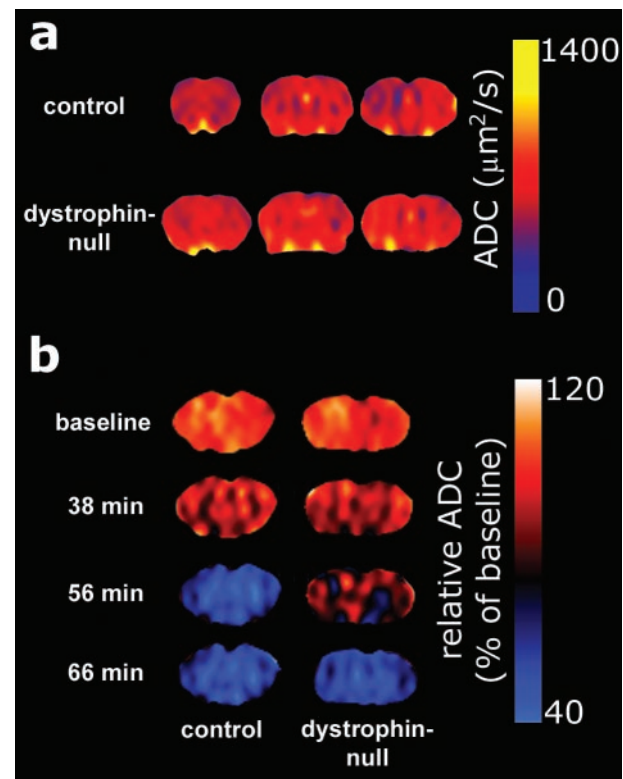 a
control
dystrophin-
null
1400
ADC (μm²/s)
0
b
baseline
38 min
56 min
66 min
control
dystrophin-
null
120
relative ADC
(% of baseline)
40